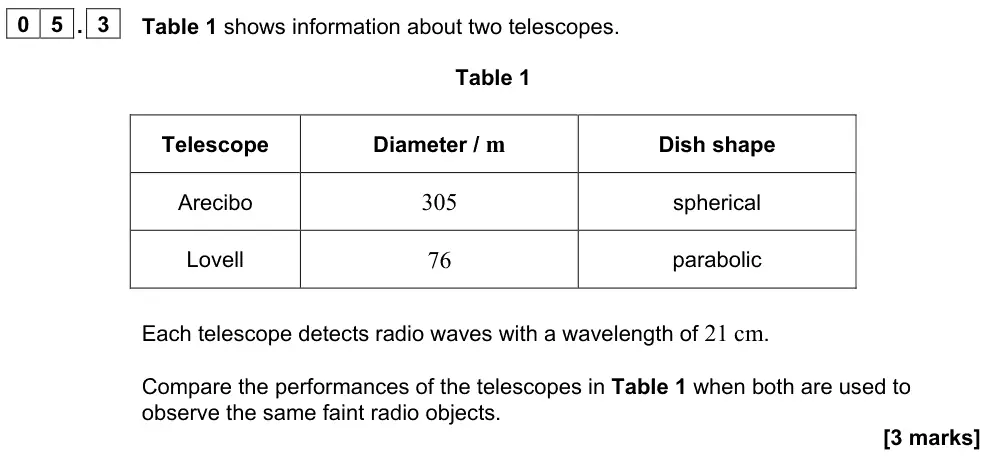 0 5 . 3 Table 1 shows information about two telescopes.
Table 1
Telescope Diameter / m Dish shape
Arecibo 305 spherical
Lovell 76 parabolic
Each telescope detects radio waves with a wavelength of 21 cm.
Compare the performances of the telescopes in Table 1 when both are used to
observe the same faint radio objects.
[3 marks]